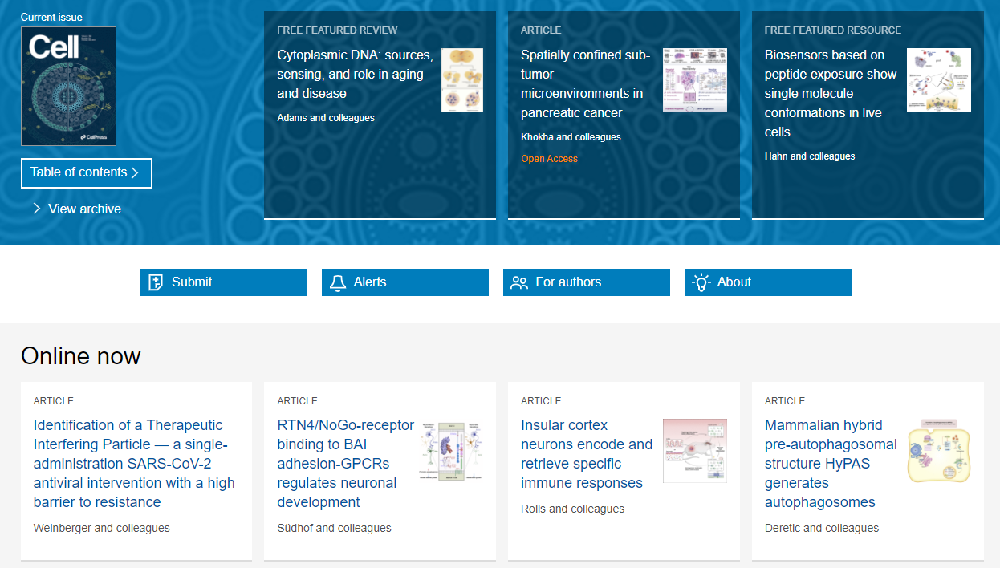 Current issue
Cell
CellPress
Table of contents
View archive
FREE FEATURED REVIEW
Cytoplasmic DNA: sources,
sensing, and role in aging
and disease
Adams and colleagues
ARTICLE
Spatially confined sub-
tumor
microenvironments in
pancreatic cancer
Khokha and colleagues
Open Access
FREE FEATURED RESOURCE
Biosensors based on
peptide exposure show
single molecule
conformations in live
cells
Hahn and colleagues
Submit
Alerts
For authors
About
Online now
ARTICLE
Identification of a Therapeutic
Interfering Particle — a single-
administration SARS-CoV-2
antiviral intervention with a high
barrier to resistance
Weinberger and colleagues
ARTICLE
RTN4/NoGo-receptor
binding to BAI
adhesion-GPCRs
regulates neuronal
development
Südhof and colleagues
ARTICLE
Insular cortex
neurons encode and
retrieve specific
immune responses
Rolls and colleagues
ARTICLE
Mammalian hybrid
pre-autophagosomal
structure HyPAS
generates
autophagosomes
Deretic and colleagues